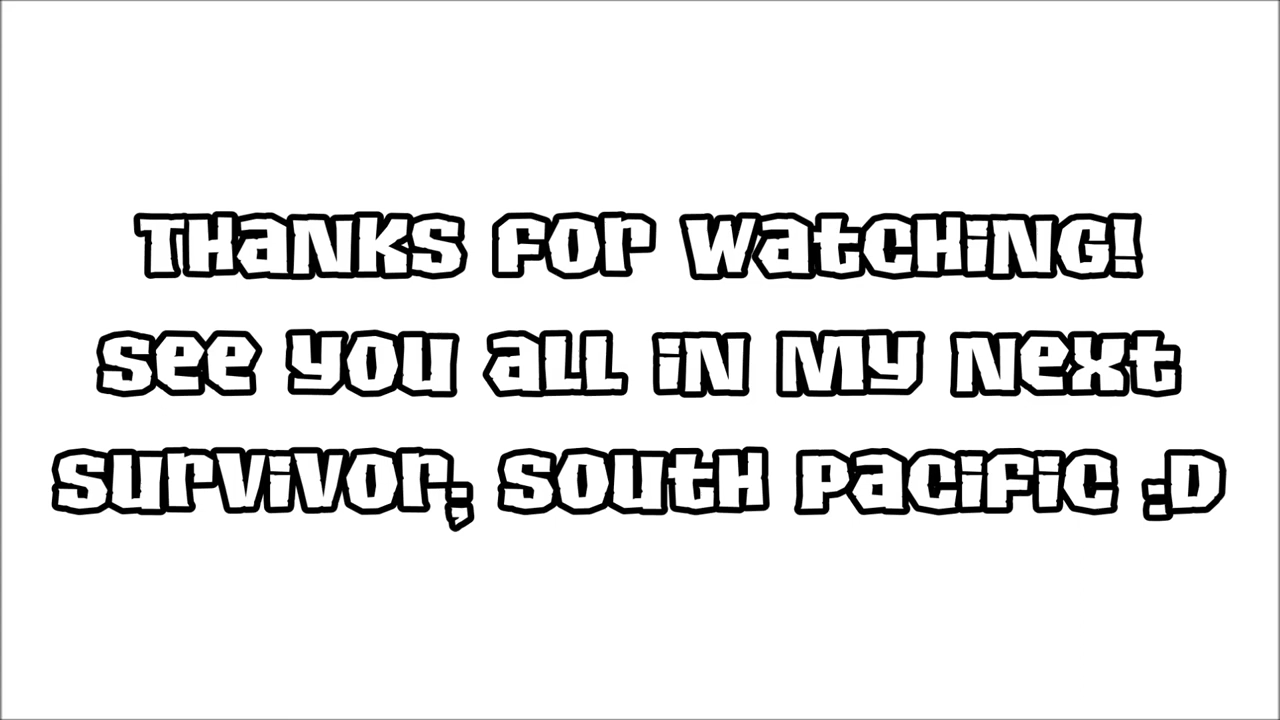 Thanks for watching!
See you all in my next
Survivor; South Pacific :D